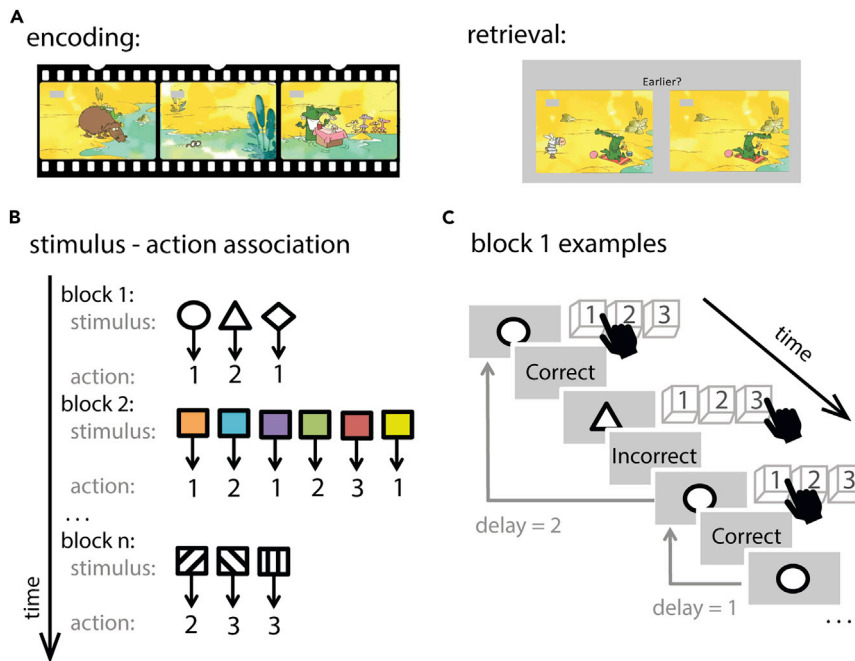 A
encoding:
retrieval:
Earlier?
B
stimulus - action association
block 1:
stimulus:
action: 1 2 1
block 2:
stimulus:
action: 1 2 1 2 3 1
...
block n:
stimulus:
action: 2 3 3
time
C
block 1 examples
1 2 3
time
Correct
1 2 3
Incorrect
1 2 3
delay = 2
Correct
delay = 1
...